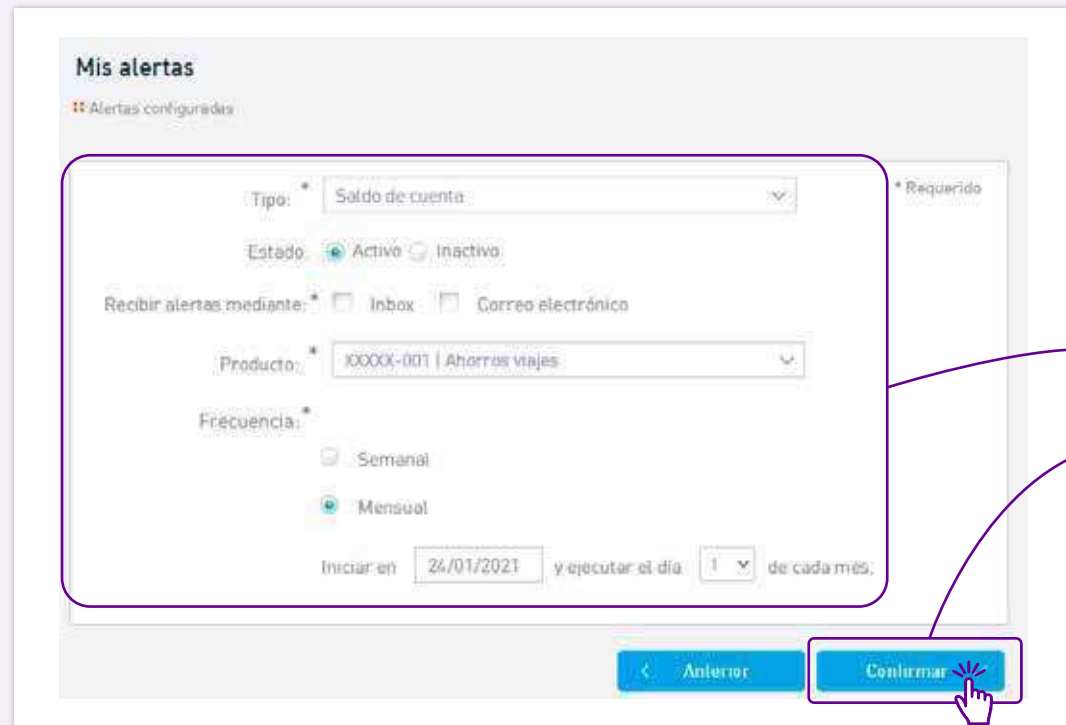 Mis alertas
Alertas configuradas
* Requerido
Tipo: * Saldo de cuenta
Estado: Activo Inactivo
Recibir alertas mediante: * Inbox Correo electrónico
Producto: * XXXXX-001 | Ahorros viajes
Frecuencia: *
Semanal
Mensual
Iniciar en 24/01/2021 y ejecutar el día 1 de cada mes.
< Anterior Confirmar